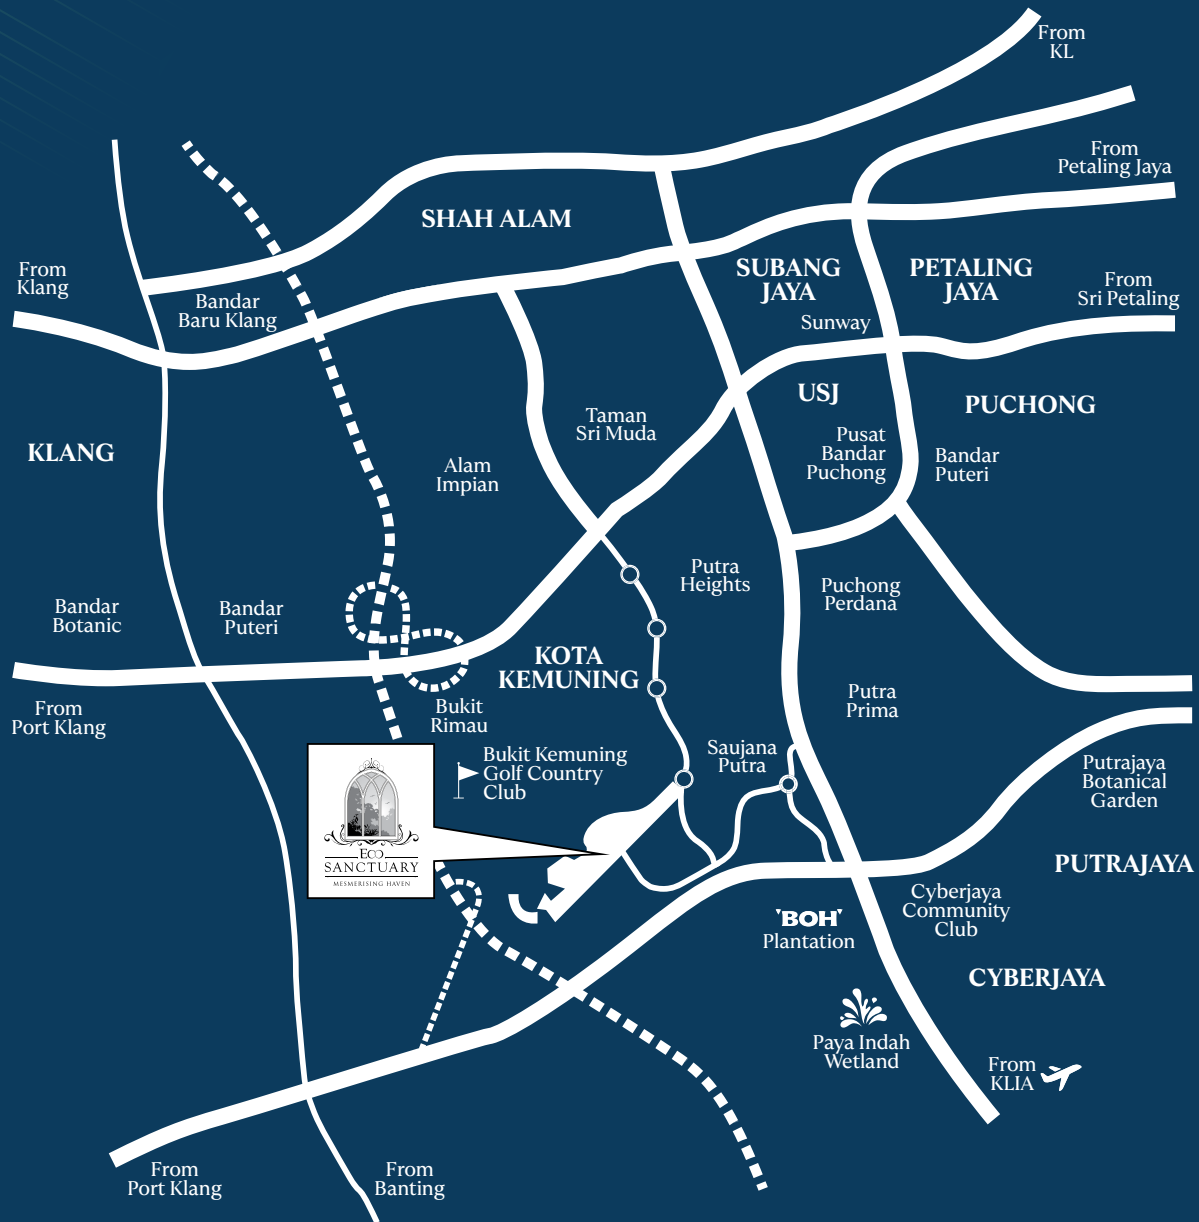 From
KL
From
Petaling Jaya
SHAH ALAM
From
Klang
SUBANG
JAYA
PETALING
JAYA
From
Sri Petaling
Bandar
Baru Klang
Sunway
USJ
PUCHONG
Taman
Sri Muda
KLANG
Pusat
Bandar
Puchong
Bandar
Puteri
Alam
Impian
Putra
Heights
Puchong
Perdana
Bandar
Botanic
Bandar
Puteri
KOTA
KEMUNING
Putra
Prima
From
Port Klang
Bukit
Rimau
Bukit Kemuning
Golf Country
Club
Saujana
Putra
Putrajaya
Botanical
Garden
ECO
SANCTUARY
MESMERISING HAVEN
PUTRAJAYA
Cyberjaya
Community
Club
'BOH'
Plantation
CYBERJAYA
Paya Indah
Wetland
From
KLIA
From
Port Klang
From
Banting